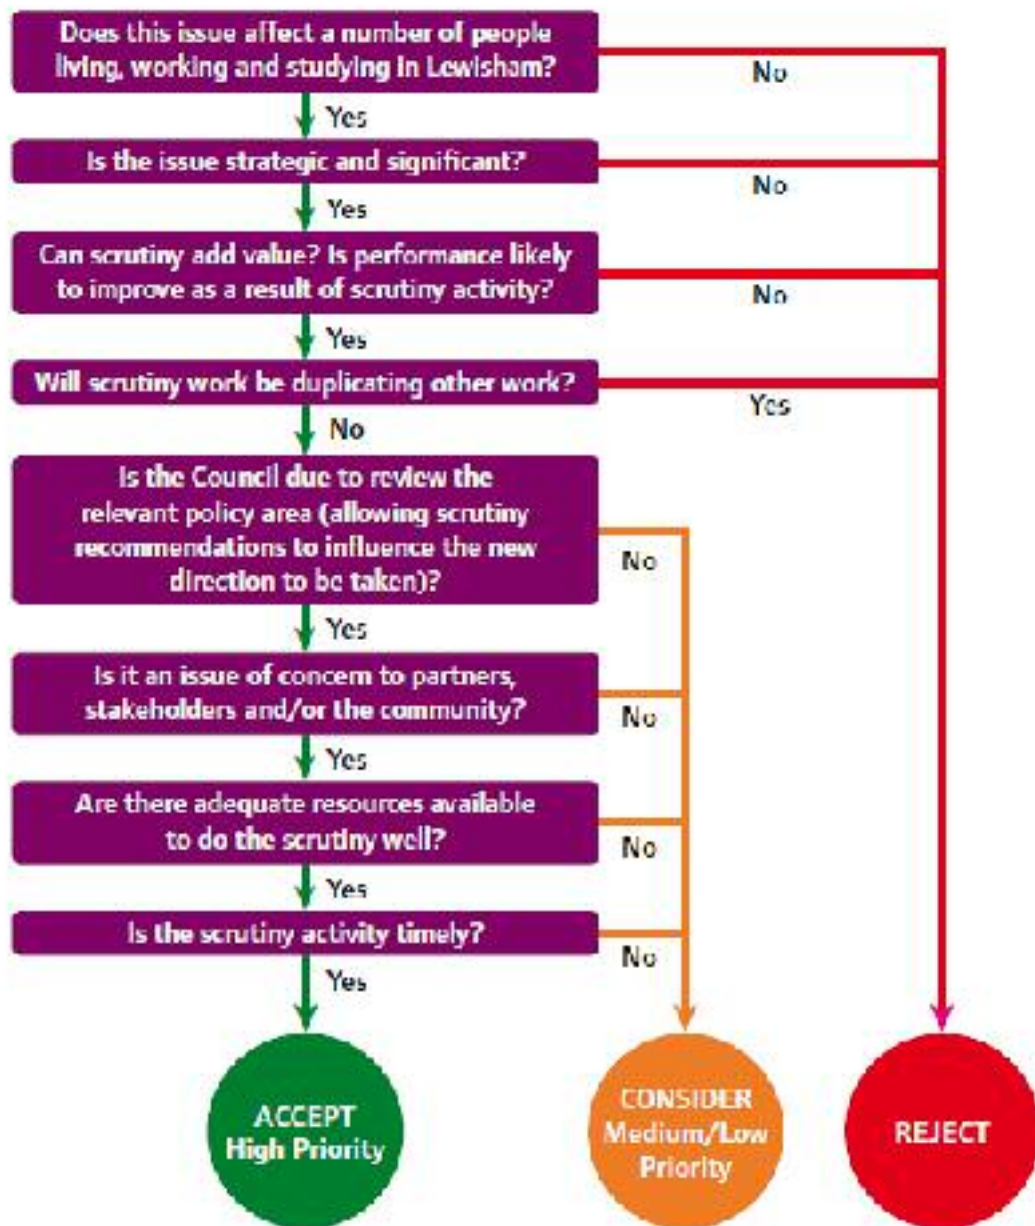 Does this issue affect a number of people
living, working and studying in Lewisham?
No
Yes
Is the issue strategic and significant?
No
Yes
Can scrutiny add value? Is performance likely
to improve as a result of scrutiny activity?
No
Yes
Will scrutiny work be duplicating other work?
Yes
No
Is the Council due to review the
relevant policy area (allowing scrutiny
recommendations to influence the new
direction to be taken)?
No
Yes
Is it an issue of concern to partners,
stakeholders and/or the community?
No
Yes
Are there adequate resources available
to do the scrutiny well?
No
Yes
Is the scrutiny activity timely?
No
Yes
ACCEPT
High Priority
CONSIDER
Medium/Low
Priority
REJECT